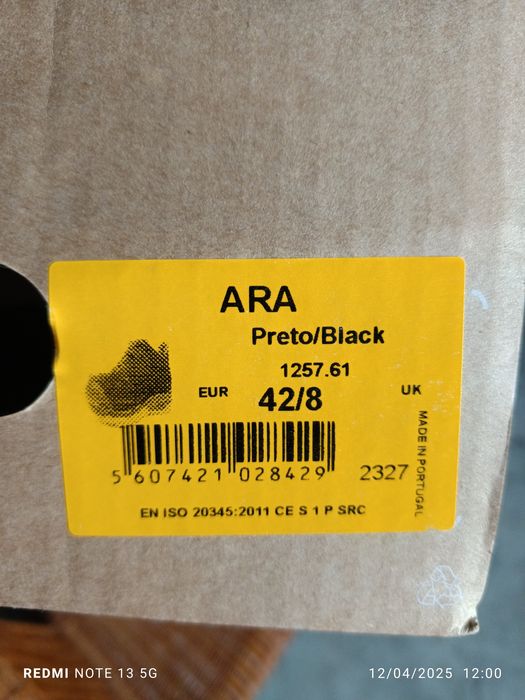 ARA
Preto/Black
1257.61
EUR 42/8 UK
5 607421 028429 2327
MADE IN PORTUGAL
EN ISO 20345:2011 CE S 1 P SRC
REDMI NOTE 13 5G
12/04/2025 12:00